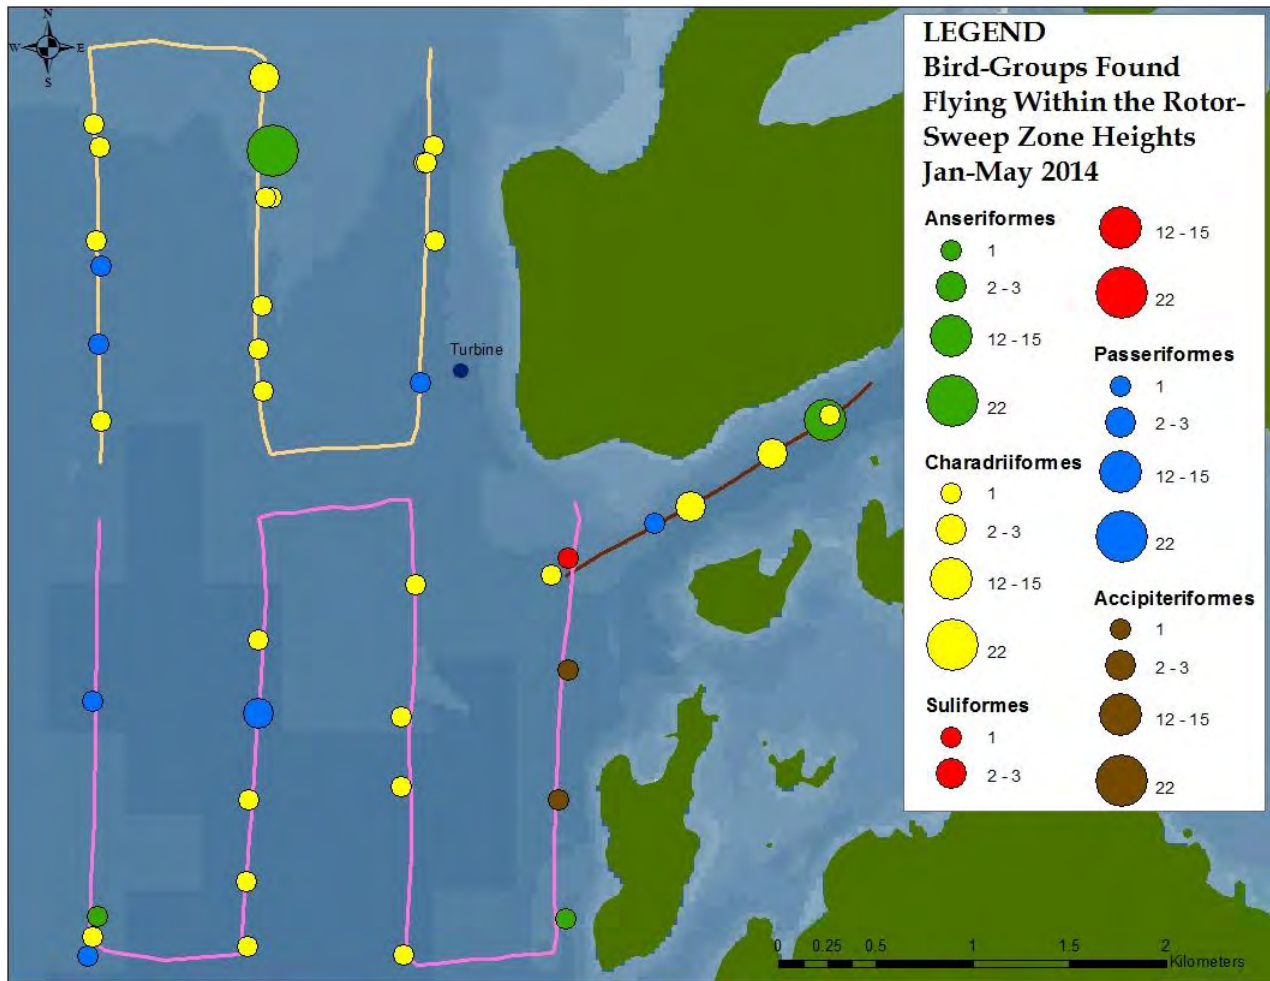 N
W E
S
LEGEND
Bird-Groups Found
Flying Within the Rotor-
Sweep Zone Heights
Jan-May 2014
Anseriformes
1
2 - 3
12 - 15
22
Charadriiformes
1
2 - 3
12 - 15
22
Suliformes
1
2 - 3
12 - 15
22
Passeriformes
1
2 - 3
12 - 15
22
Accipiteriformes
1
2 - 3
12 - 15
22
Turbine
0 0.25 0.5 1 1.5 2
Kilometers